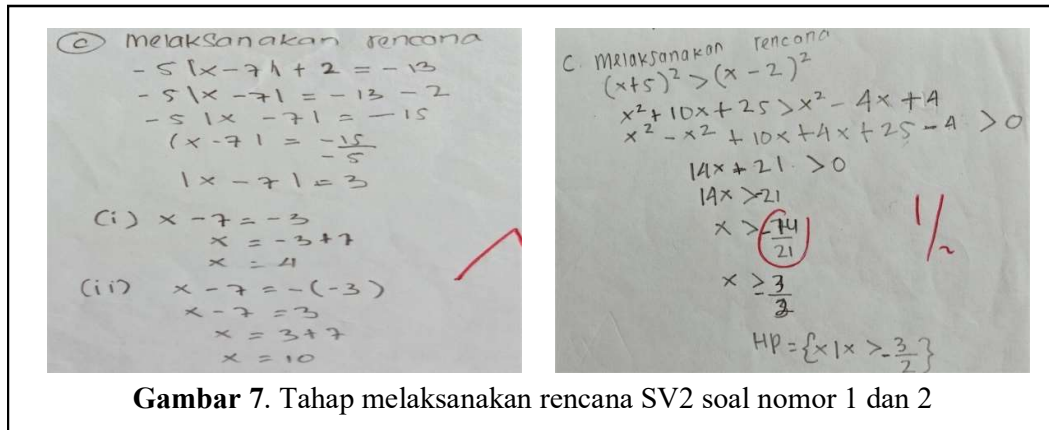 C melaksanakan rencana
-5|x-7|+2 = -13
-5|x-7| = -13-2
-5|x-7| = -15
|x-7| = -15/-5
|x-7| = 3
(i) x-7 = -3
x = -3+7
x = 4
(ii) x-7 = -(-3)
x-7 = 3
x = 3+7
x = 10
C. melaksanakan rencana
(x+5)² > (x-2)²
x²+10x+25 > x²-4x+4
x²-x²+10x+4x+25-4 > 0
14x+21 > 0
14x >-21
x >-14/21
x >-3/2
HP = {x|x >-3/2}
1/2
Gambar 7. Tahap melaksanakan rencana SV2 soal nomor 1 dan 2